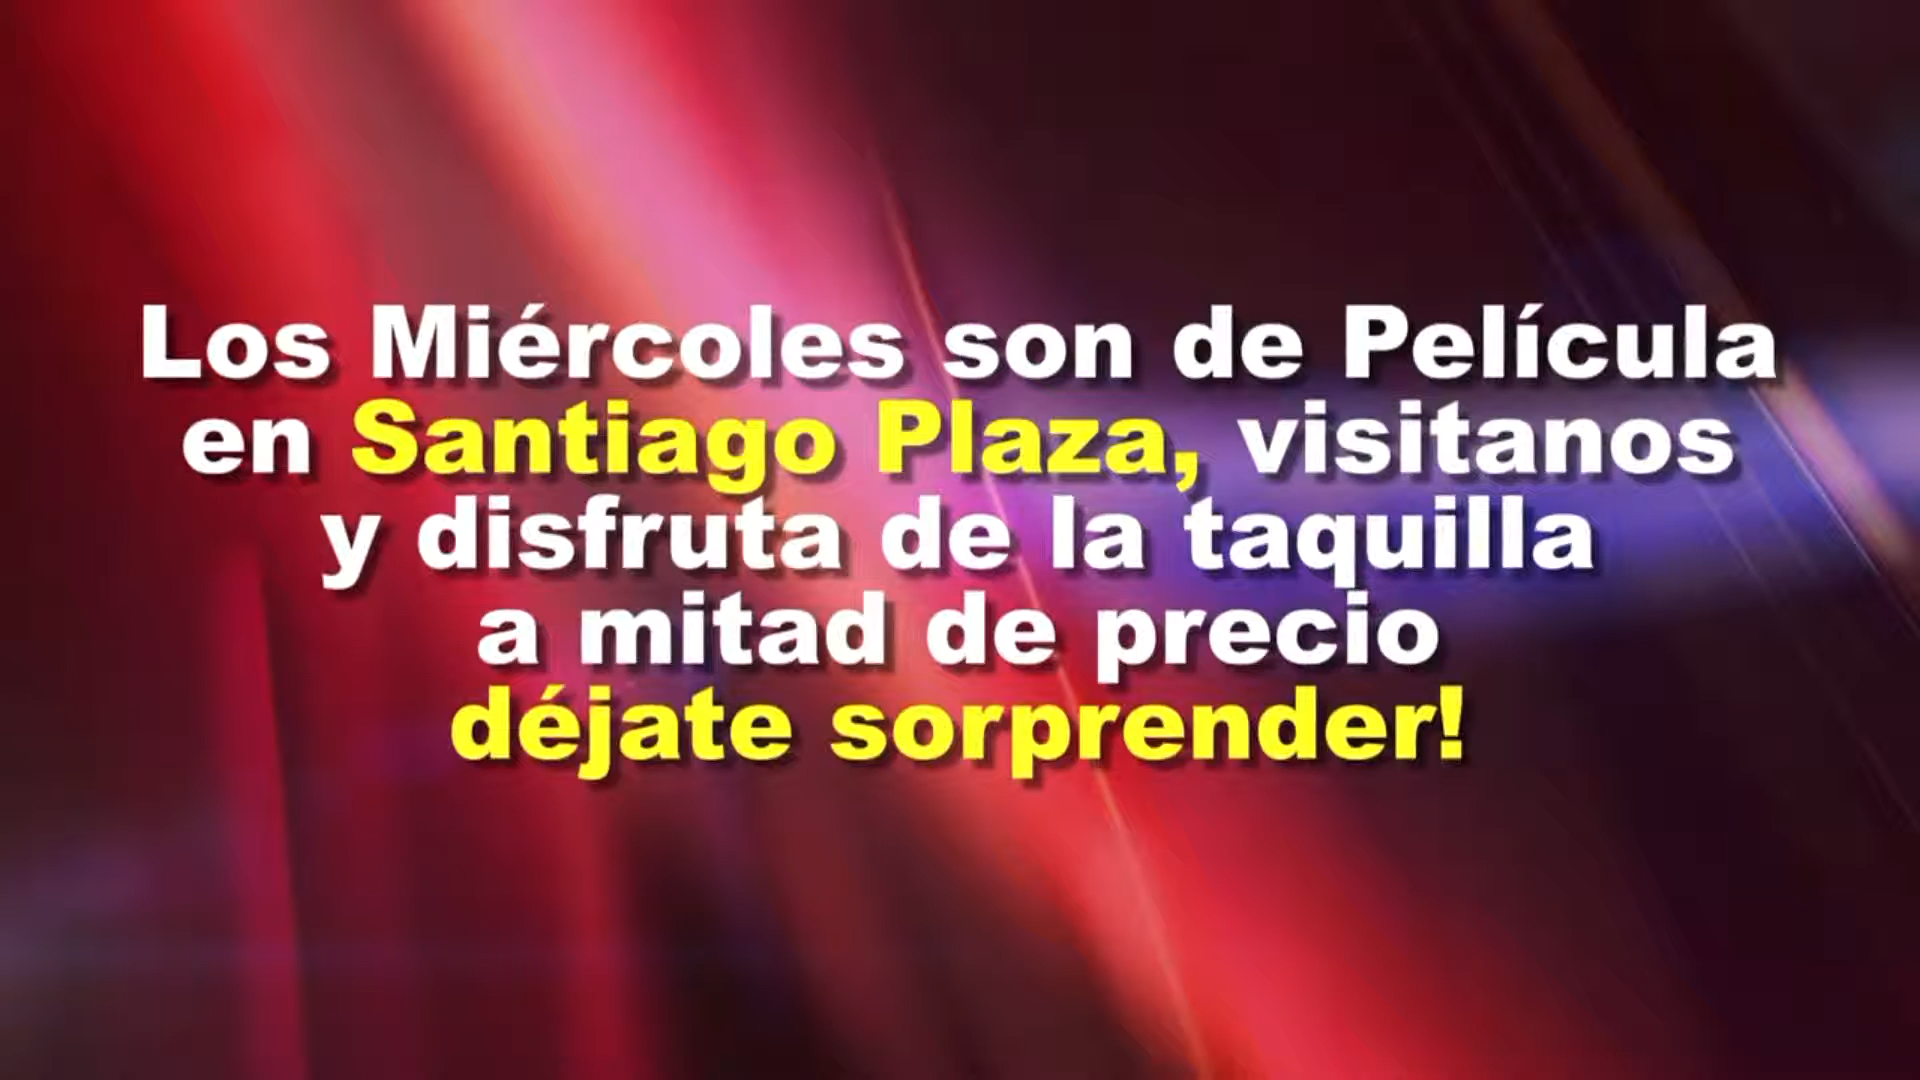 Los Miércoles son de Película
en Santiago Plaza, visitanos
y disfruta de la taquilla
a mitad de precio
déjate sorprender!